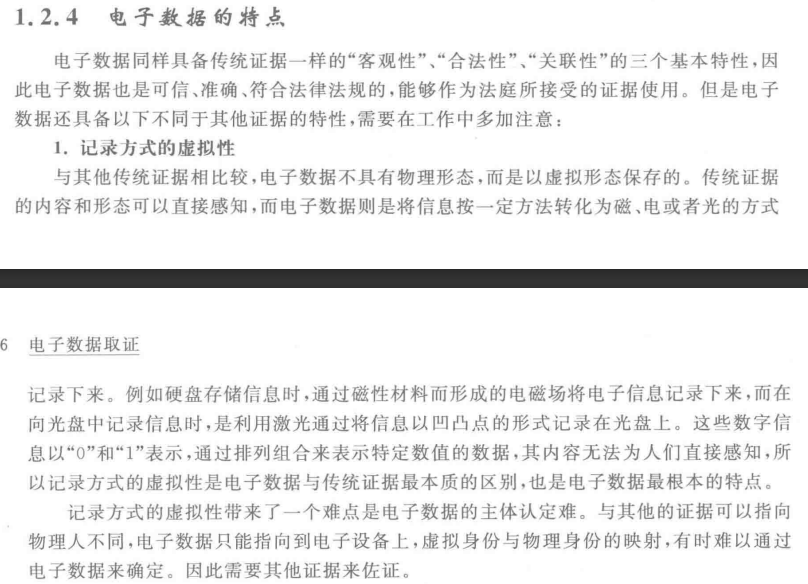 1.2.4 电子数据的特点
电子数据同样具备传统证据一样的“客观性”、“合法性”、“关联性”的三个基本特性,因
此电子数据也是可信、准确、符合法律法规的,能够作为法庭所接受的证据使用。但是电子
数据还具备以下不同于其他证据的特性,需要在工作中多加注意:
1. 记录方式的虚拟性
与其他传统证据相比较,电子数据不具有物理形态,而是以虚拟形态保存的。传统证据
的内容和形态可以直接感知,而电子数据则是将信息按一定方法转化为磁、电或者光的方式
6 电子数据取证
记录下来。例如硬盘存储信息时,通过磁性材料而形成的电磁场将电子信息记录下来,而在
向光盘中记录信息时,是利用激光通过将信息以凹凸点的形式记录在光盘上。这些数字信
息以“0”和“1”表示,通过排列组合来表示特定数值的数据,其内容无法为人们直接感知,所
以记录方式的虚拟性是电子数据与传统证据最本质的区别,也是电子数据最根本的特点。
记录方式的虚拟性带来了一个难点是电子数据的主体认定难。与其他的证据可以指向
物理人不同,电子数据只能指向到电子设备上,虚拟身份与物理身份的映射,有时难以通过
电子数据来确定。因此需要其他证据来佐证。